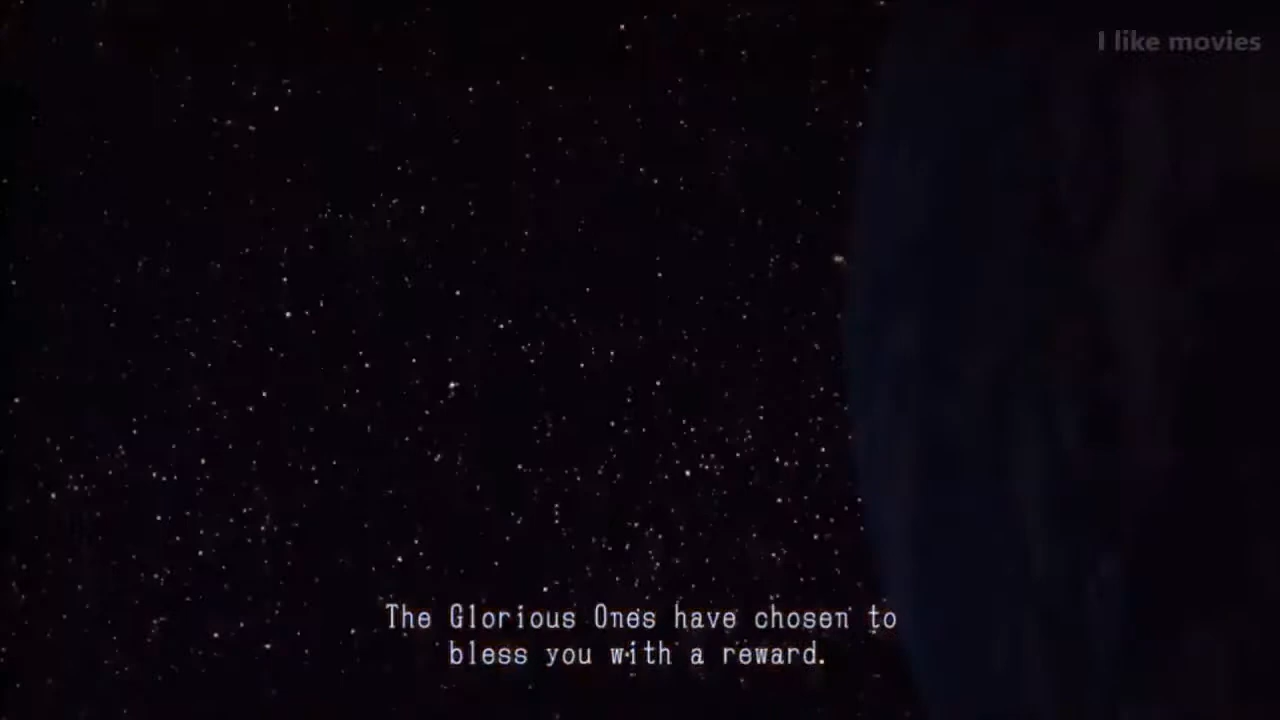 I like movies
The Glorious Ones have chosen to
bless you with a reward.